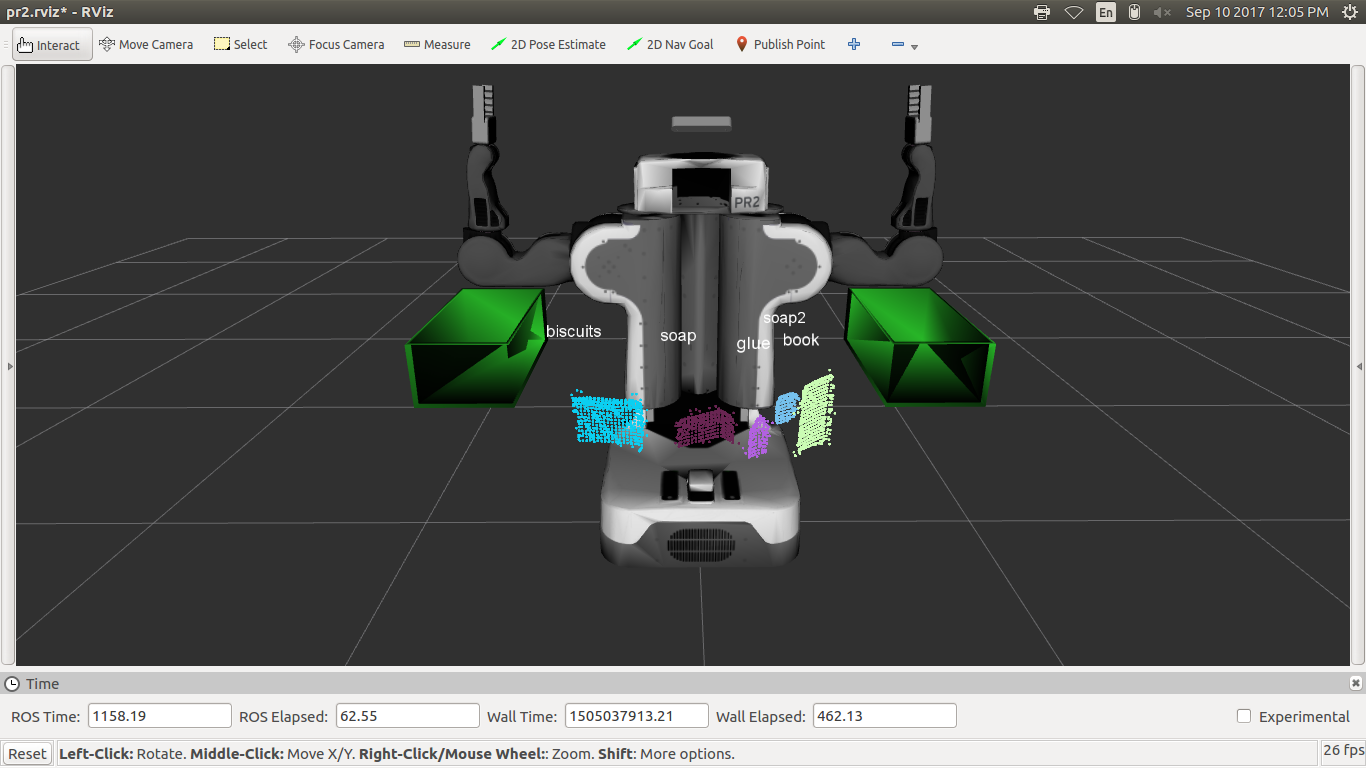 pr2.rviz* - RViz
En
Sep 10 2017 12:05 PM
Interact
Move Camera
Select
Focus Camera
Measure
2D Pose Estimate
2D Nav Goal
Publish Point
PR2
biscuits
soap
soap2
glue
book
Time
ROS Time: 1158.19
ROS Elapsed: 62.55
Wall Time: 1505037913.21
Wall Elapsed: 462.13
Experimental
Reset
Left-Click: Rotate. Middle-Click: Move X/Y. Right-Click/Mouse Wheel:: Zoom. Shift: More options.
26 fps